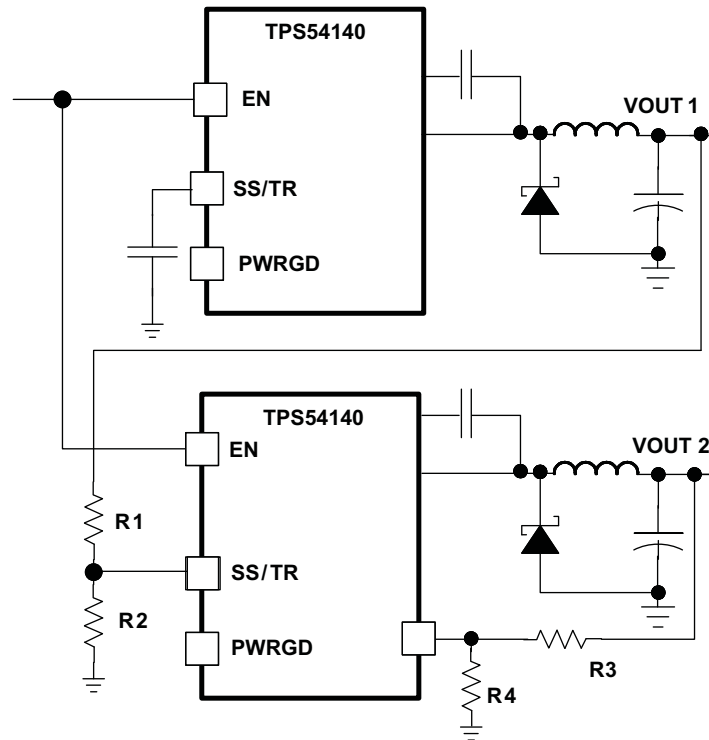 TPS54140
EN
VOUT 1
SS/TR
PWRGD
TPS54140
EN
VOUT 2
R1
SS/TR
R2
PWRGD
R3
R4